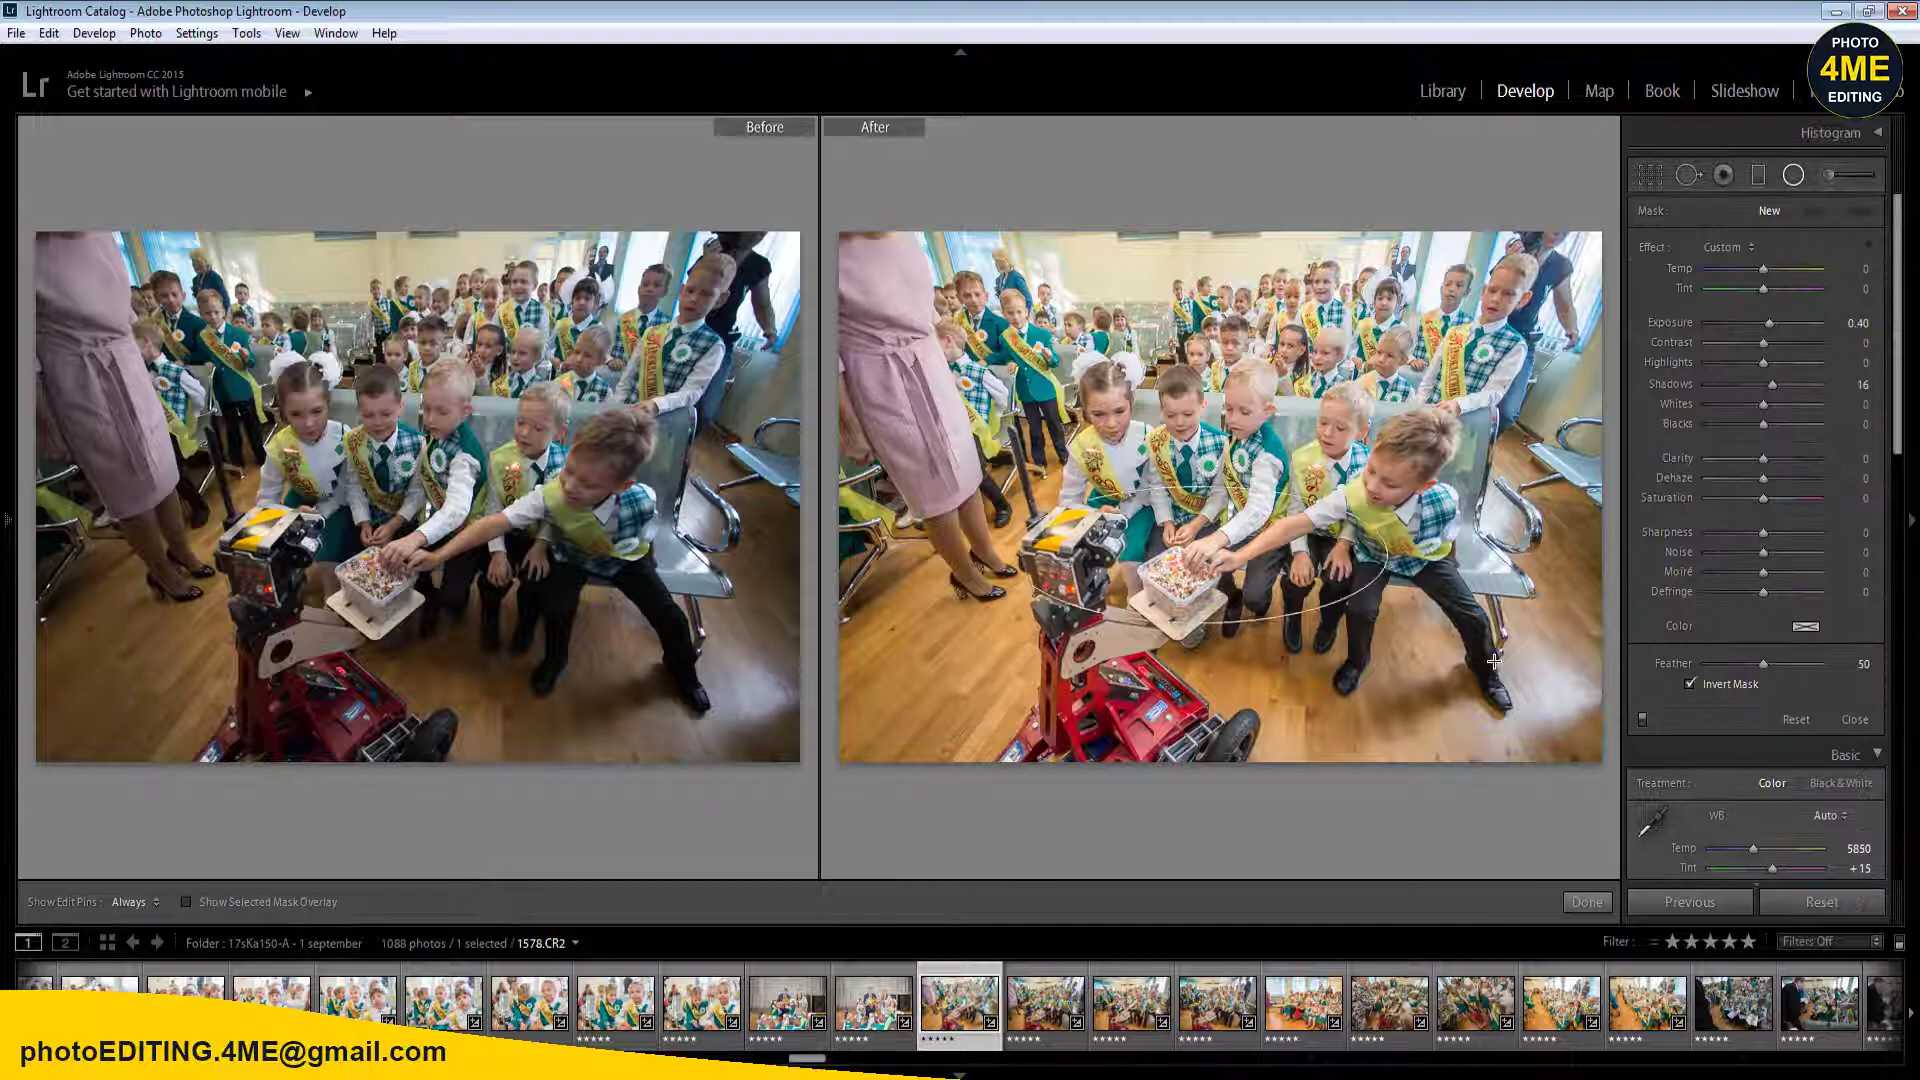 Lightroom Catalog - Adobe Photoshop Lightroom - Develop
File Edit Develop Photo Settings Tools View Window Help
PHOTO
4ME
EDITING
Lr
Adobe Lightroom CC 2015
Get started with Lightroom mobile
Library Develop Map Book Slideshow
Before After
Histogram
Mask : New
Effect : Custom
Temp 0
Tint 0
Exposure 0.40
Contrast 0
Highlights 0
Shadows 16
Whites 0
Blacks 0
Clarity 0
Dehaze 0
Saturation 0
Sharpness 0
Noise 0
Moiré 0
Defringe 0
Color
Feather 50
Invert Mask
Reset Close
Basic
Treatment : Color Black & White
WB : Auto
Temp 5850
Tint + 15
Show Edit Pins : Always Show Selected Mask Overlay Done
Previous Reset
1 2 Folder : 17sKa150-A - 1 september 1088 photos / 1 selected / 1578.CR2 Filter : Filters Off
photoEDITING.4ME@gmail.com